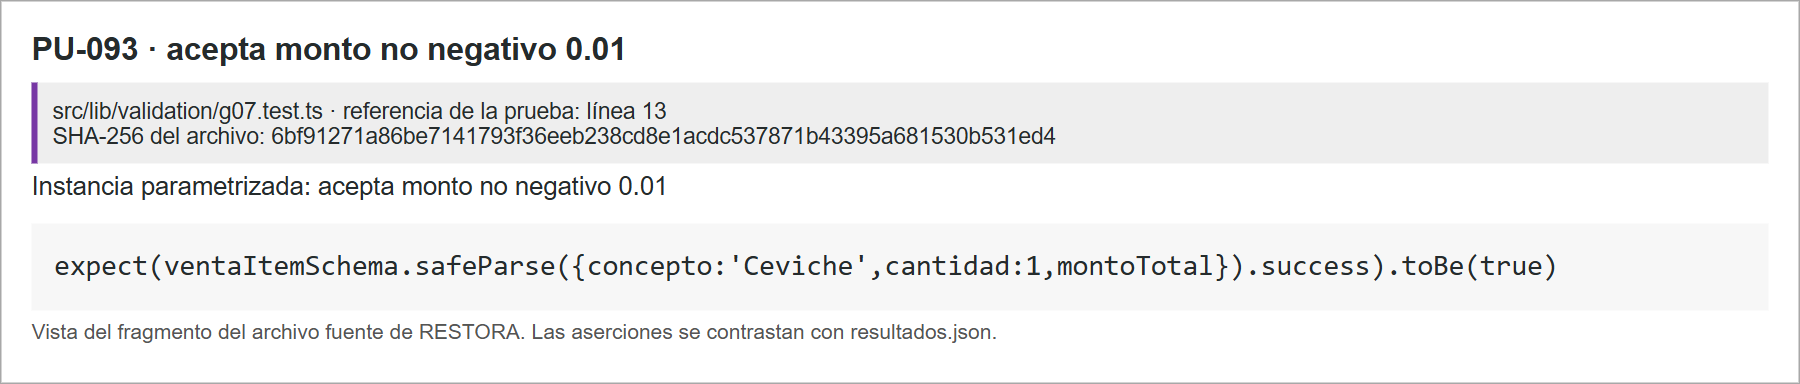 PU-093 · acepta monto no negativo 0.01
src/lib/validation/g07.test.ts · referencia de la prueba: línea 13
SHA-256 del archivo: 6bf91271a86be7141793f36eeb238cd8e1acdc537871b43395a681530b531ed4
Instancia parametrizada: acepta monto no negativo 0.01
expect(ventaItemSchema.safeParse({concepto:'Ceviche',cantidad:1,montoTotal}).success).toBe(true)
Vista del fragmento del archivo fuente de RESTORA. Las aserciones se contrastan con resultados.json.